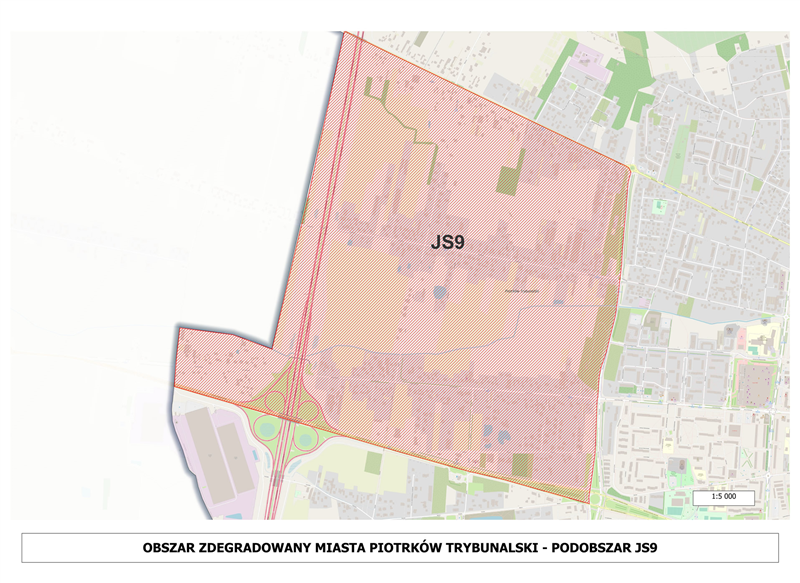 JS9
1:5 000
OBSZAR ZDEGRADOWANY MIASTA PIOTRKÓW TRYBUNALSKI - PODOBSZAR JS9